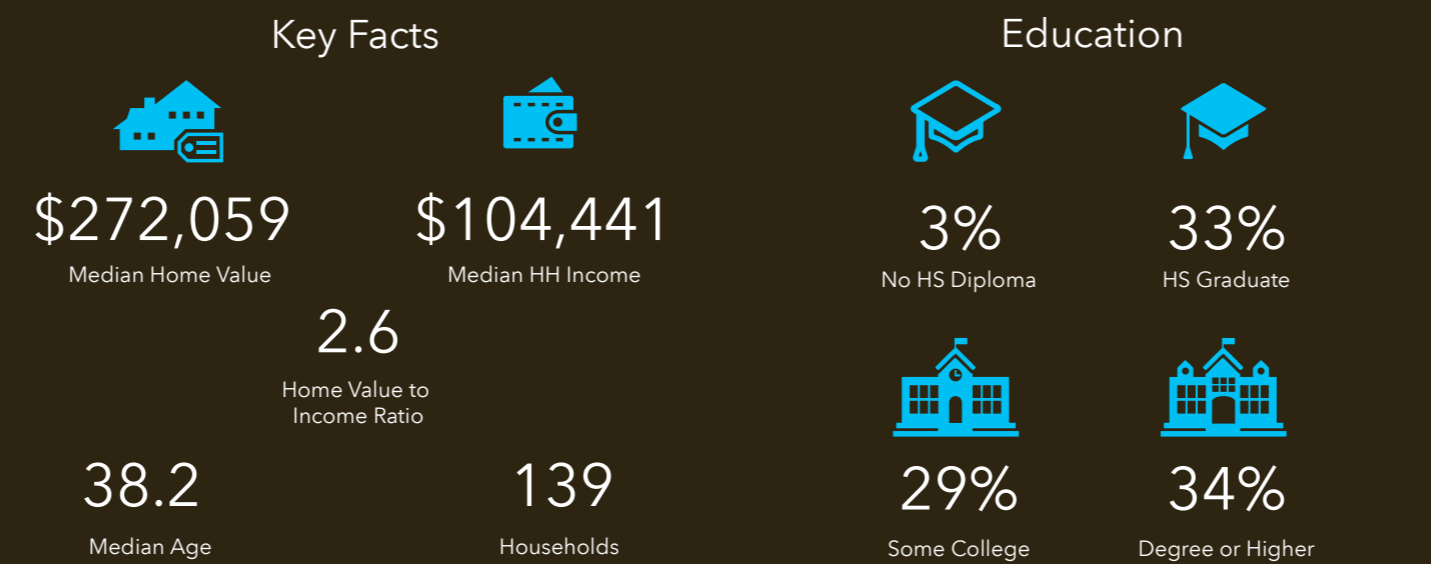 Key Facts
$272,059
Median Home Value
$104,441
Median HH Income
2.6
Home Value to
Income Ratio
38.2
Median Age
139
Households
Education
3%
No HS Diploma
33%
HS Graduate
29%
Some College
34%
Degree or Higher